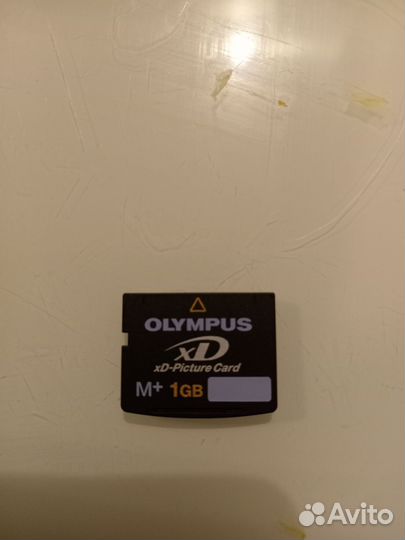 OLYMPUS
xD
xD-Picture Card
M+ 1GB
Avito